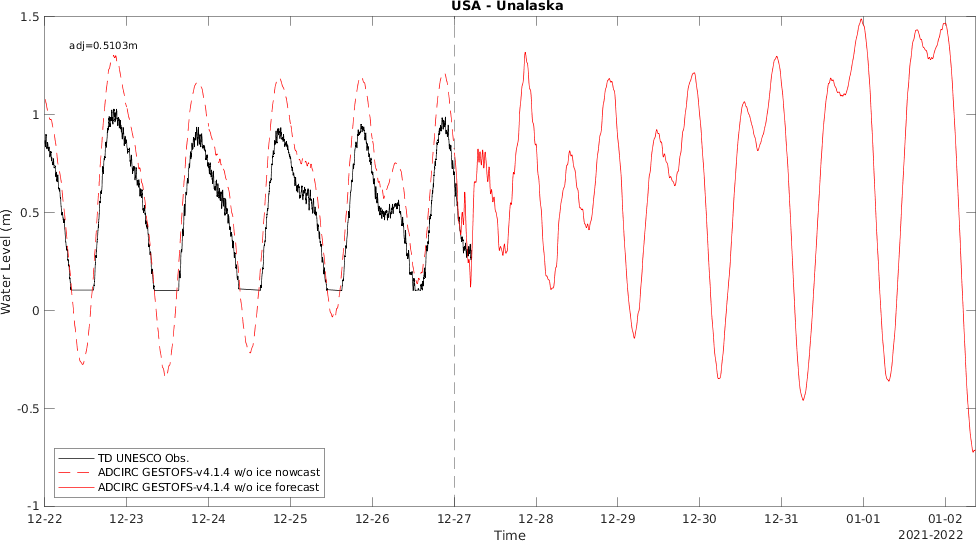 USA - Unalaska
adj=0.5103m
1.5
1
0.5
0
-0.5
-1
Water Level (m)
TD UNESCO Obs.
ADCIRC GESTOFS-v4.1.4 w/o ice nowcast
ADCIRC GESTOFS-v4.1.4 w/o ice forecast
12-22 12-23 12-24 12-25 12-26 12-27 12-28 12-29 12-30 12-31 01-01 01-02
Time
2021-2022